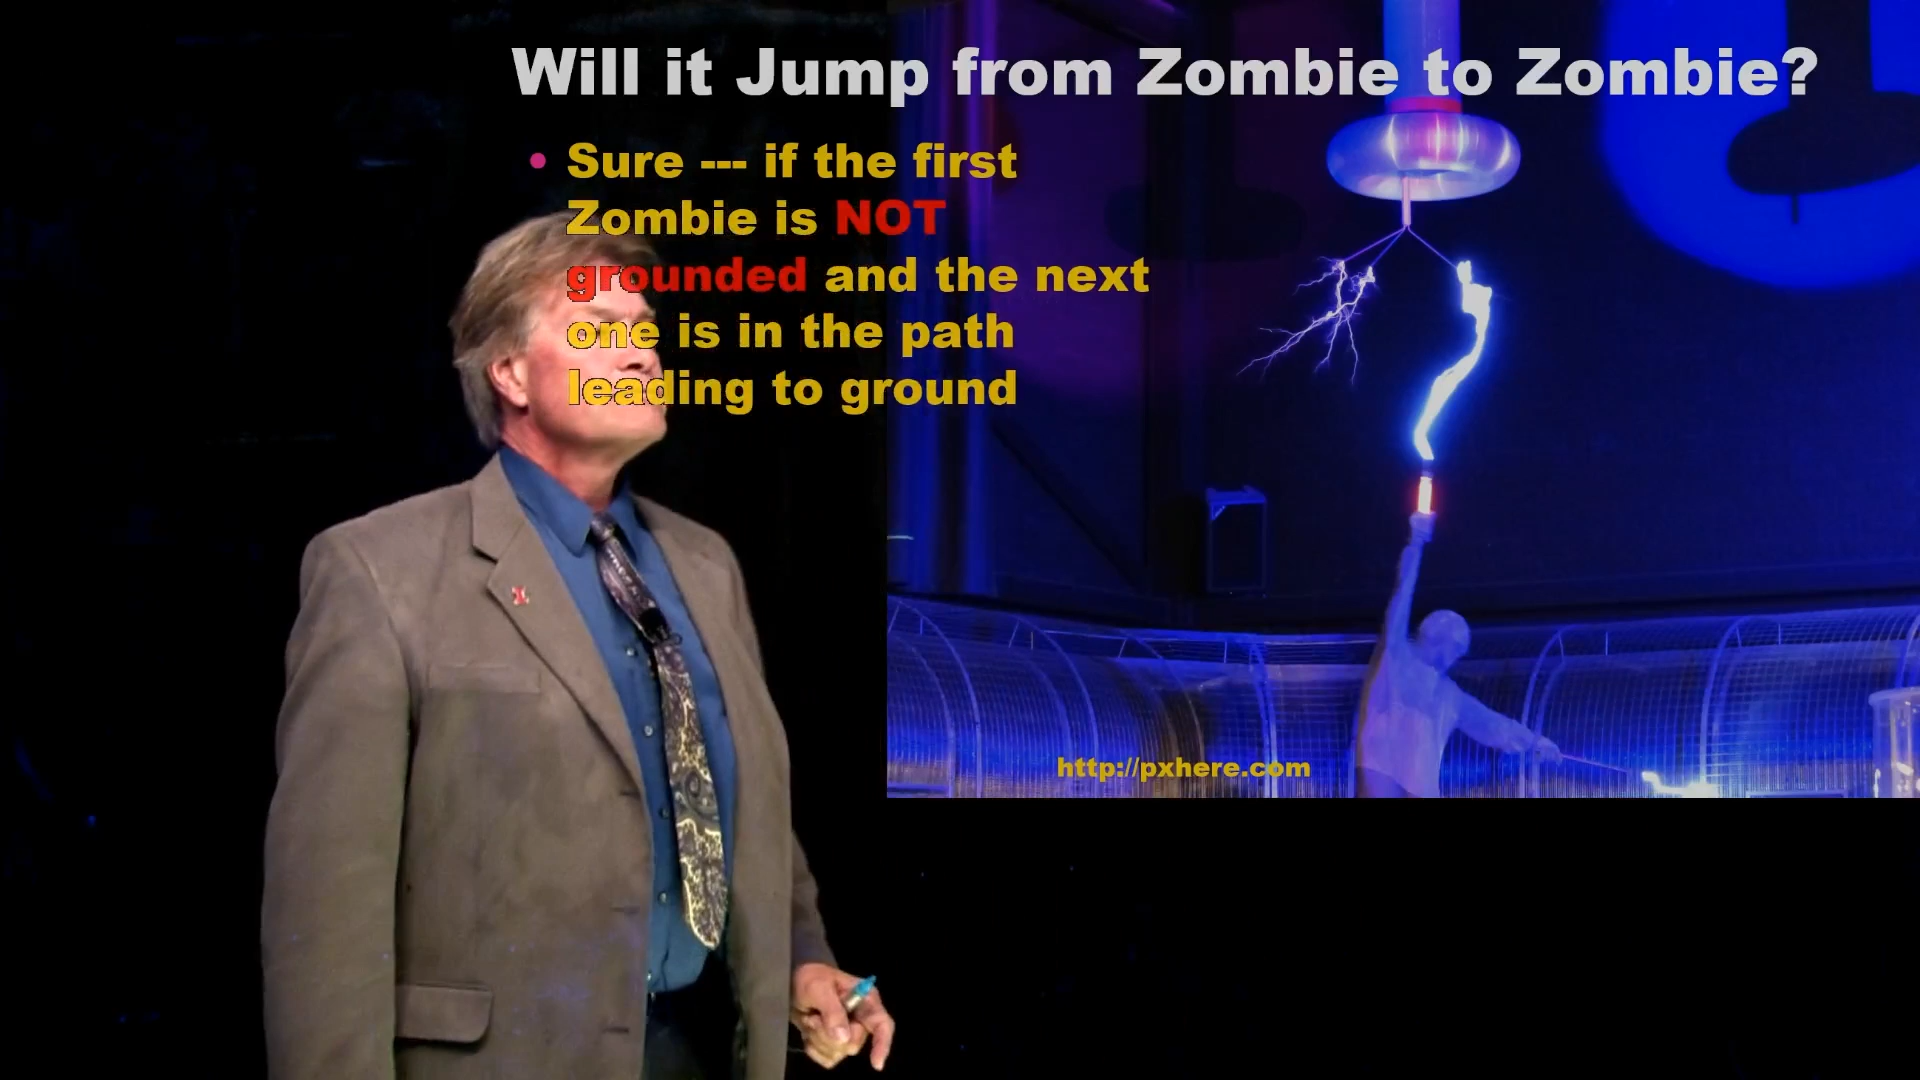 Will it Jump from Zombie to Zombie?
• Sure --- if the first
Zombie is NOT
grounded and the next
one is in the path
leading to ground
http://pxhere.com